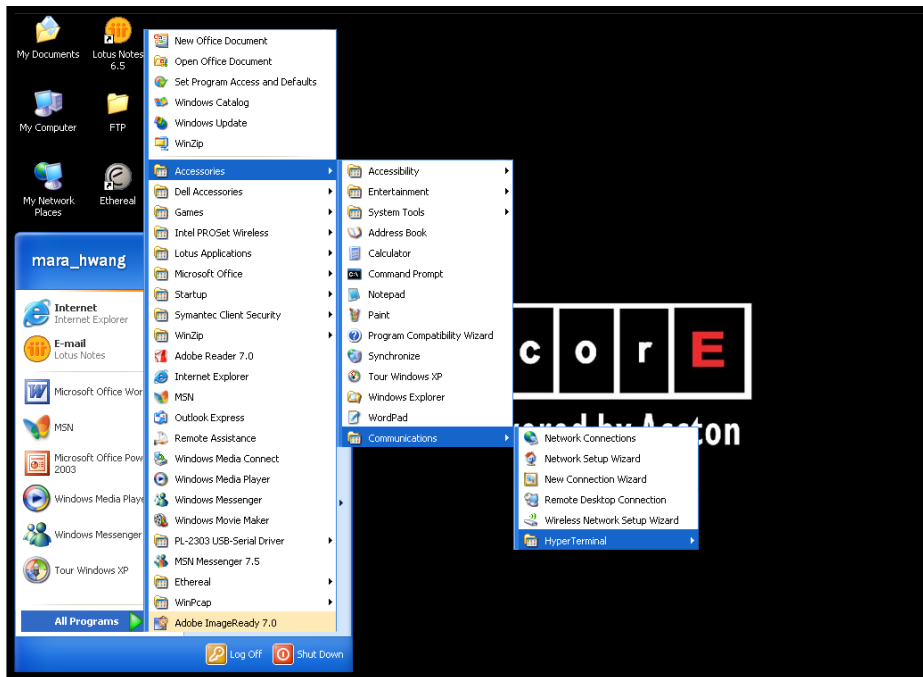 My Documents
Lotus Notes
6.5
My Computer
FTP
My Network
Places
Ethereal
mara_hwang
Internet
Internet Explorer
E-mail
Lotus Notes
Microsoft Office Wor
MSN
Microsoft Office Pow
2003
Windows Media Playe
Windows Messenger
Tour Windows XP
All Programs
Log Off
Shut Down
New Office Document
Open Office Document
Set Program Access and Defaults
Windows Catalog
Windows Update
WinZip
Accessories
Dell Accessories
Games
Intel PROSet Wireless
Lotus Applications
Microsoft Office
Startup
Symantec Client Security
WinZip
Adobe Reader 7.0
Internet Explorer
MSN
Outlook Express
Remote Assistance
Windows Media Connect
Windows Media Player
Windows Messenger
Windows Movie Maker
PL-2303 USB-Serial Driver
MSN Messenger 7.5
Ethereal
WinPcap
Adobe ImageReady 7.0
Accessibility
Entertainment
System Tools
Address Book
Calculator
Command Prompt
Notepad
Paint
Program Compatibility Wizard
Synchronize
Tour Windows XP
Windows Explorer
WordPad
Communications
Network Connections
Network Setup Wizard
New Connection Wizard
Remote Desktop Connection
Wireless Network Setup Wizard
HyperTerminal
c o r E
wered by Accton